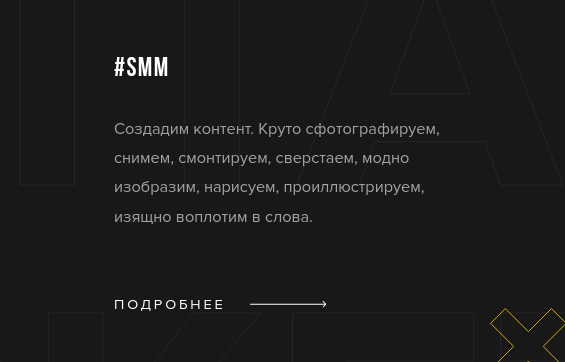 #SMM
Создадим контент. Круто сфотографируем,
снимем, смонтируем, сверстаем, модно
изобразим, нарисуем, проиллюстрируем,
изящно воплотим в слова.
ПОДРОБНЕЕ